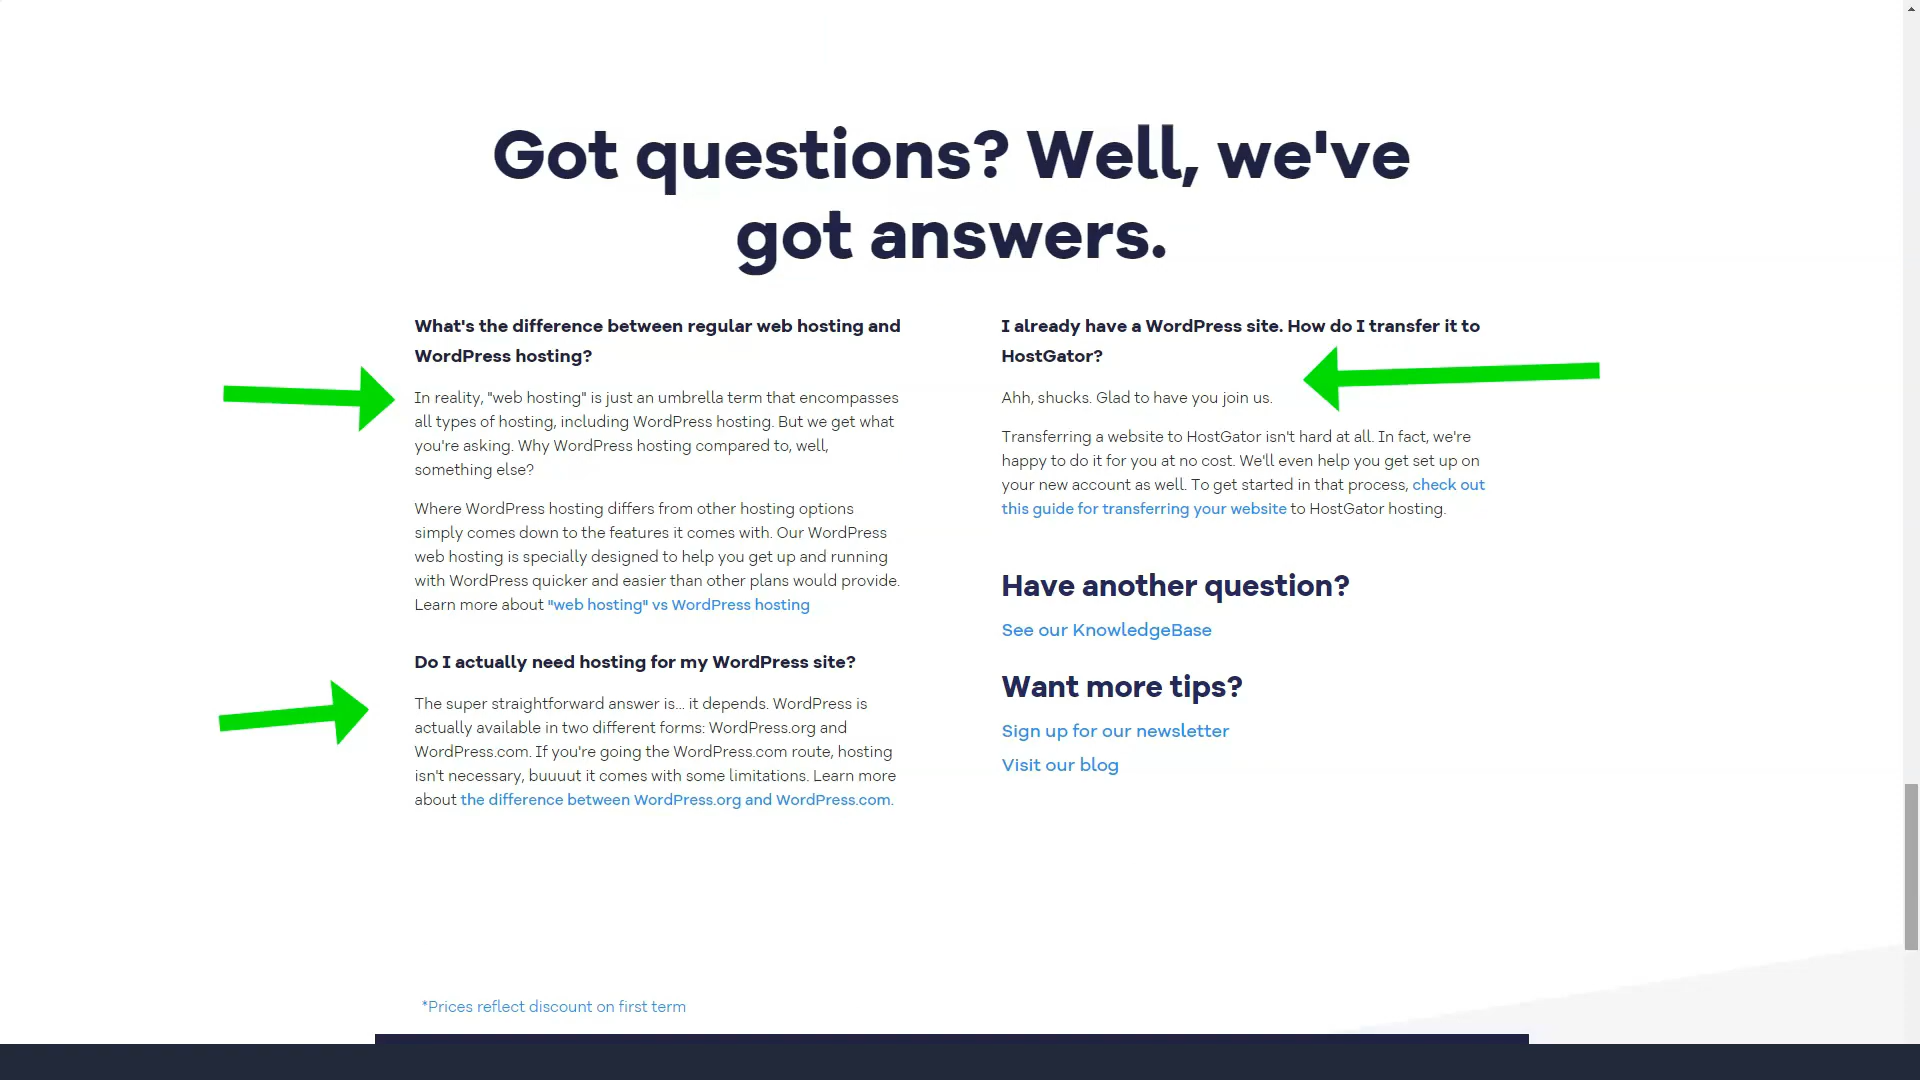 Got questions? Well, we've
got answers.
What's the difference between regular web hosting and
WordPress hosting?
In reality, "web hosting" is just an umbrella term that encompasses
all types of hosting, including WordPress hosting. But we get what
you're asking. Why WordPress hosting compared to, well,
something else?
Where WordPress hosting differs from other hosting options
simply comes down to the features it comes with. Our WordPress
web hosting is specially designed to help you get up and running
with WordPress quicker and easier than other plans would provide.
Learn more about "web hosting" vs WordPress hosting
Do I actually need hosting for my WordPress site?
The super straightforward answer is... it depends. WordPress is
actually available in two different forms: WordPress.org and
WordPress.com. If you're going the WordPress.com route, hosting
isn't necessary, buuuut it comes with some limitations. Learn more
about the difference between WordPress.org and WordPress.com.
I already have a WordPress site. How do I transfer it to
HostGator?
Ahh, shucks. Glad to have you join us.
Transferring a website to HostGator isn't hard at all. In fact, we're
happy to do it for you at no cost. We'll even help you get set up on
your new account as well. To get started in that process, check out
this guide for transferring your website to HostGator hosting.
Have another question?
See our KnowledgeBase
Want more tips?
Sign up for our newsletter
Visit our blog
*Prices reflect discount on first term